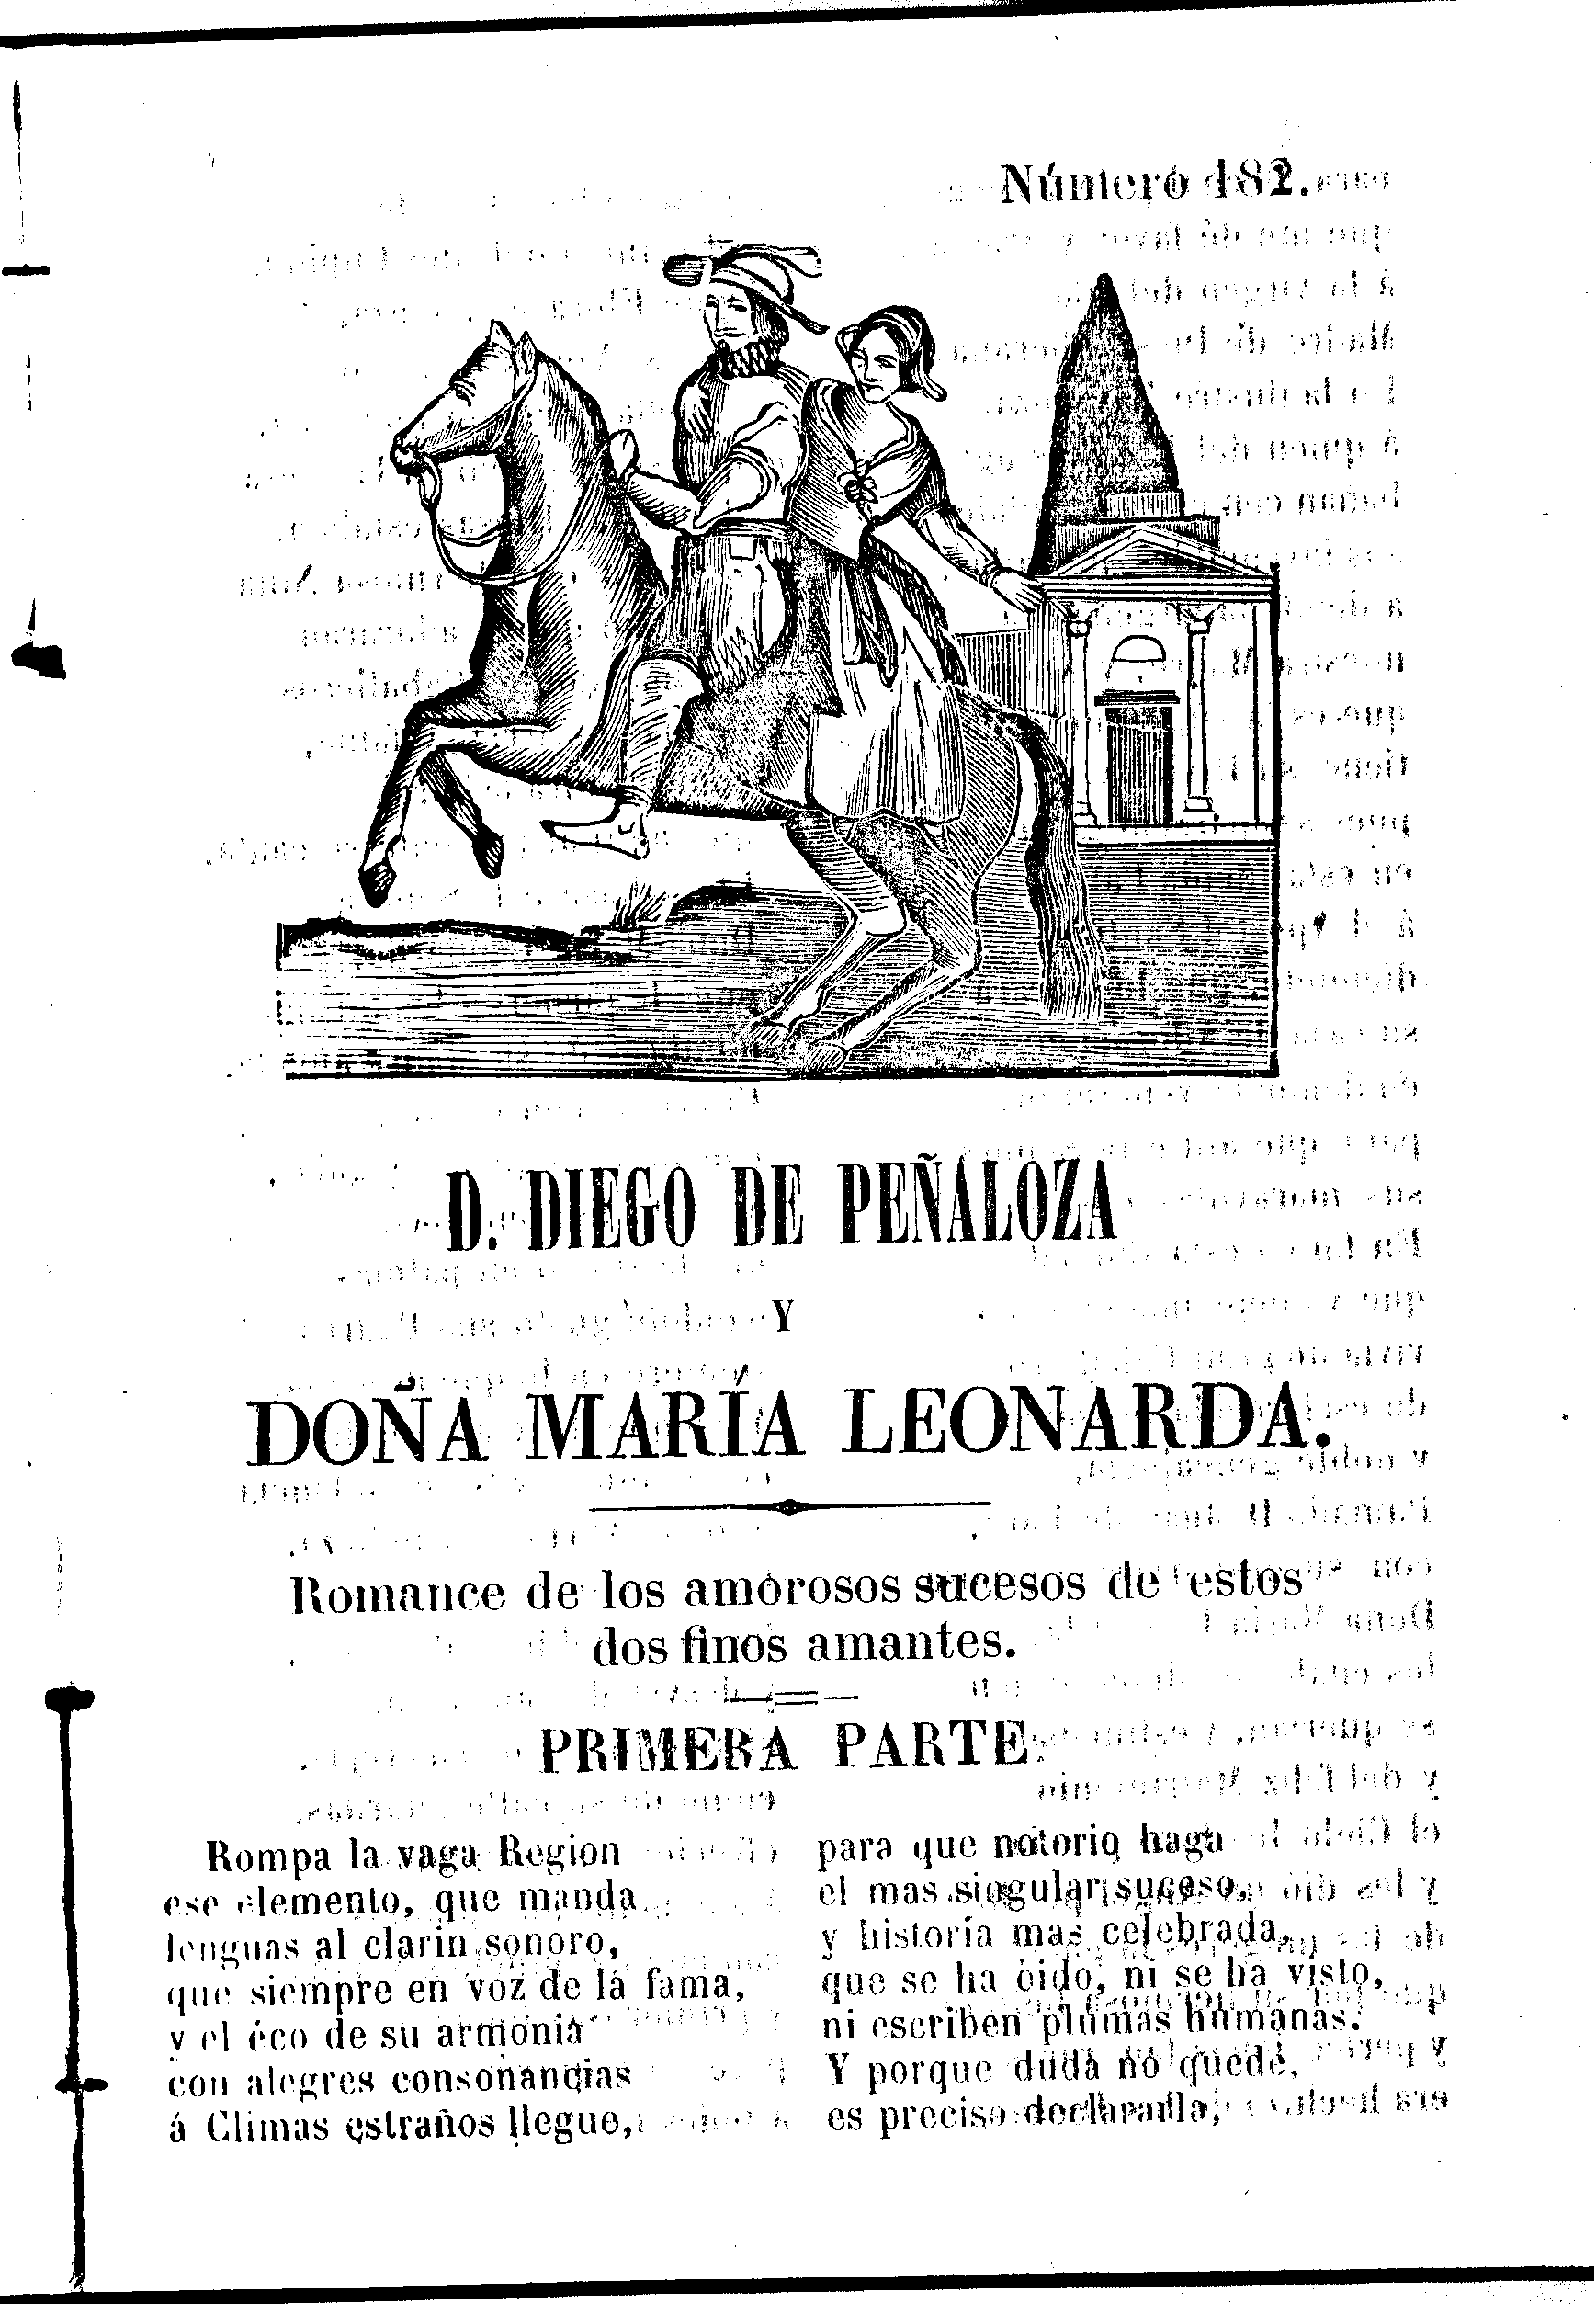 Número 182.
D. DIEGO DE PEÑALOZA
Y
DOÑA MARÍA LEONARDA.
Romance de los amorosos sucesos de estos
dos finos amantes.
PRIMERA PARTE.
Rompa la vaga Region
ese elemento, que manda
lenguas al clarin sonoro,
que siempre en voz de la fama,
y el éco de su armonia
con alegres consonancias
á Climas estraños llegue,
para que notorio haga
el mas singular suceso,
y historia mas celebrada,
que se ha oido, ni se ha visto,
ni escriben plumas humanas.
Y porque duda no quede,
es preciso declararla,